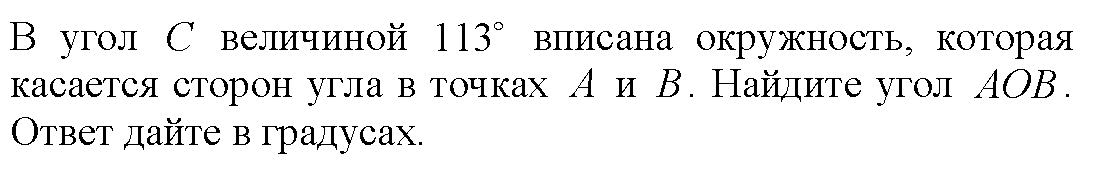 В угол C величиной 113° вписана окружность, которая
касается сторон угла в точках A и B. Найдите угол AOB.
Ответ дайте в градусах.